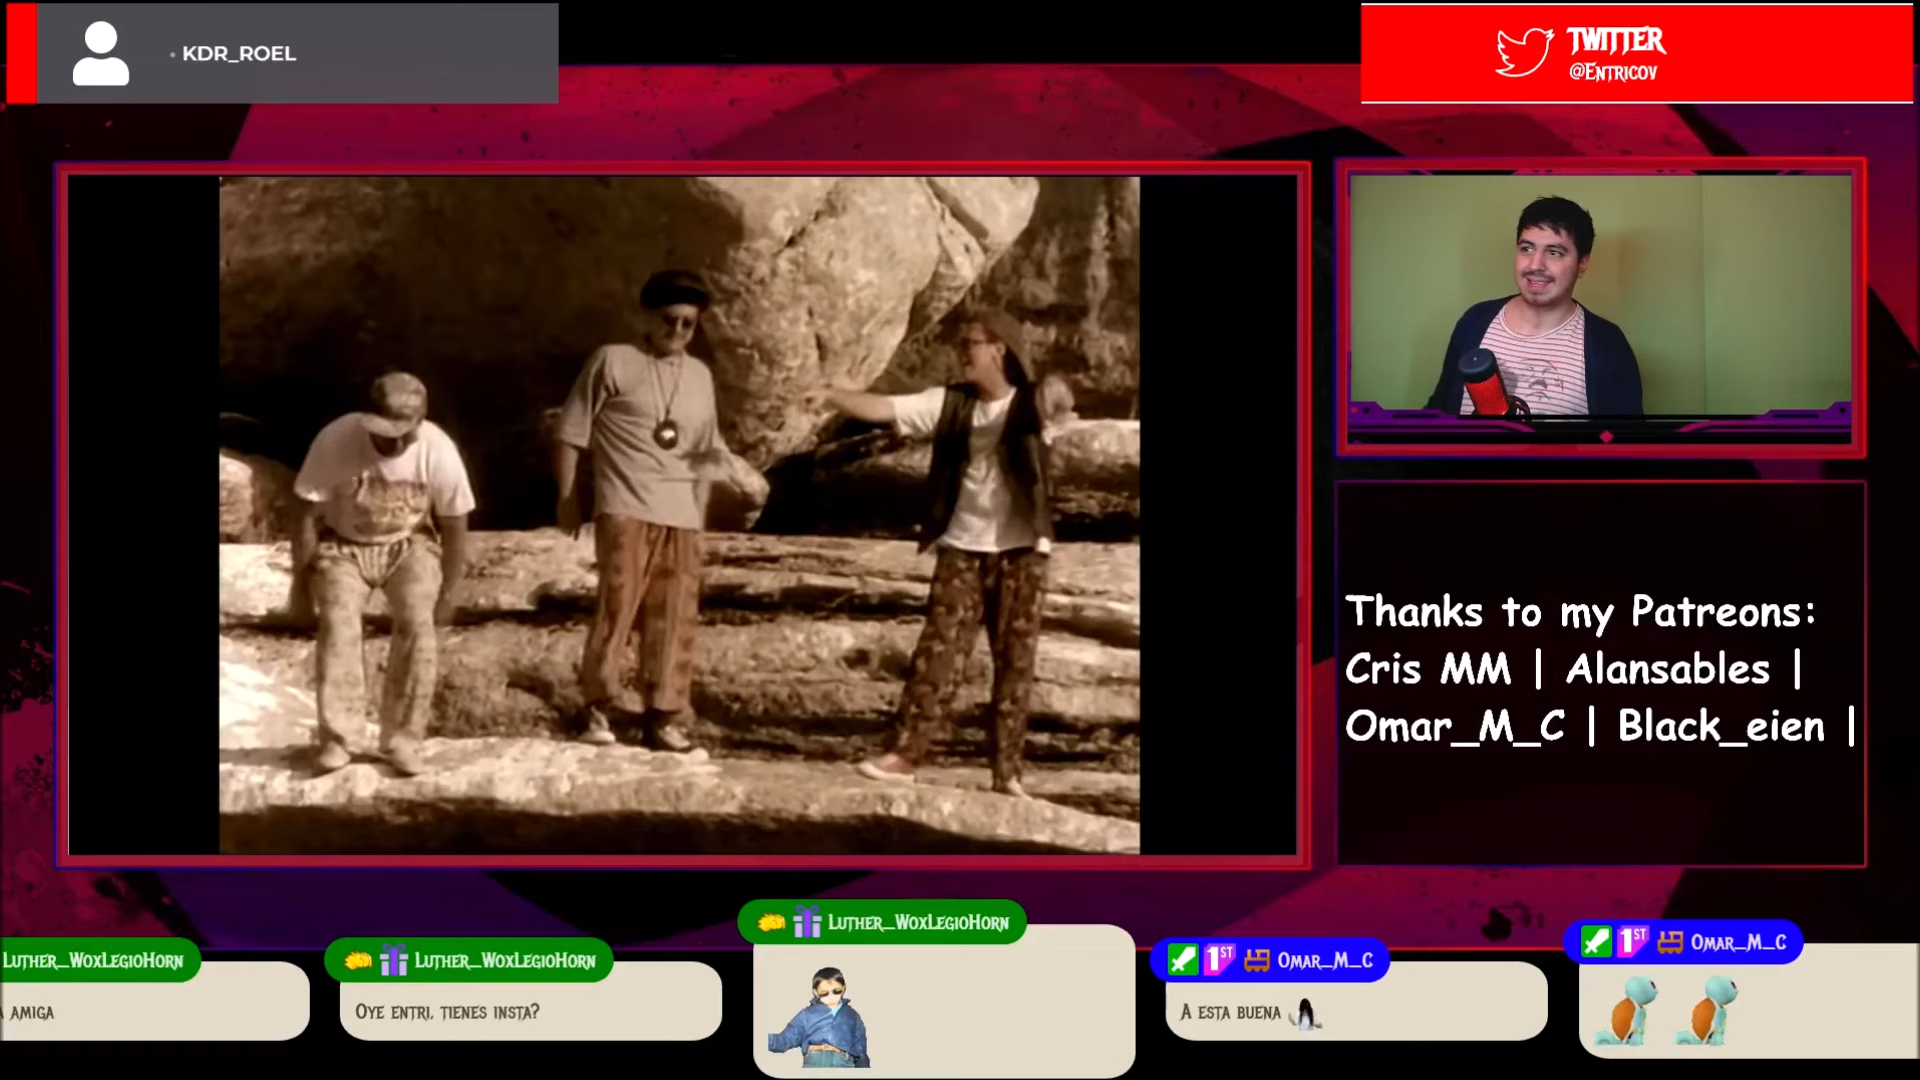 • KDR_ROEL
TWITTER
@ENTRICOV
Thanks to my Patreons:
Cris MM | Alansables |
Omar_M_C | Black_eien |
LUTHER_WOXLEGIOHORN
AMIGA
LUTHER_WOXLEGIOHORN
OYE ENTRI, TIENES INSTA?
LUTHER_WOXLEGIOHORN
1ST OMAR_M_C
A ESTA BUENA
1ST OMAR_M_C